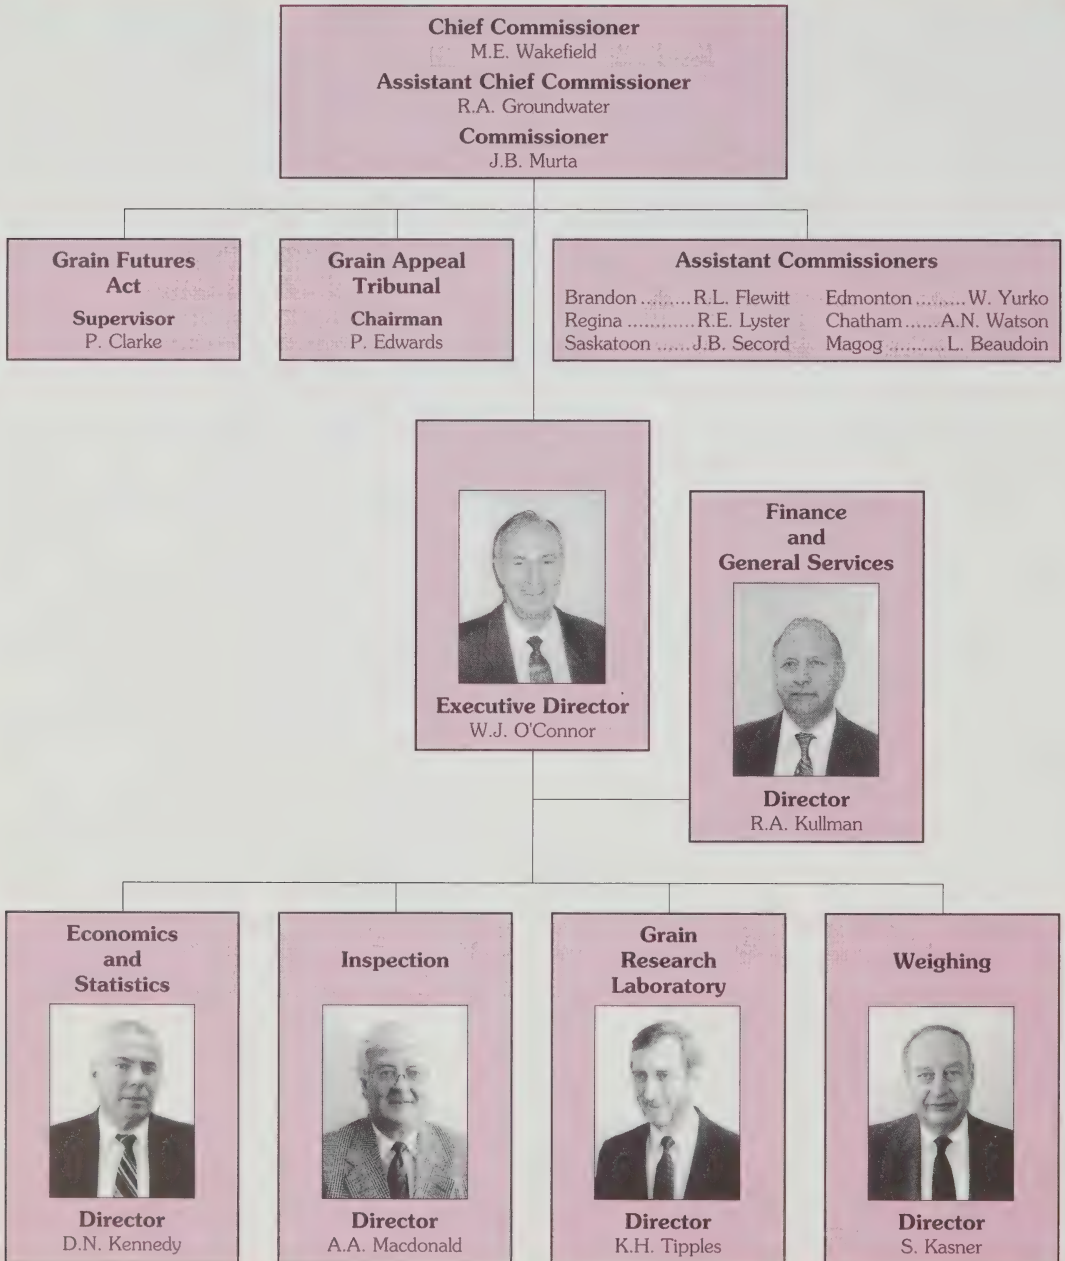 Chief Commissioner
M.E. Wakefield
Assistant Chief Commissioner
R.A. Groundwater
Commissioner
J.B. Murta
Grain Futures
Act
Supervisor
P. Clarke
Grain Appeal
Tribunal
Chairman
P. Edwards
Assistant Commissioners
Brandon ........ R.L. Flewitt
Regina ............ R.E. Lyster
Saskatoon ...... J.B. Secord
Edmonton ......... W. Yurko
Chatham ...... A.N. Watson
Magog .......... L. Beaudoin
Executive Director
W.J. O'Connor
Finance
and
General Services
Director
R.A. Kullman
Economics
and
Statistics
Director
D.N. Kennedy
Inspection
Director
A.A. Macdonald
Grain
Research
Laboratory
Director
K.H. Tipples
Weighing
Director
S. Kasner